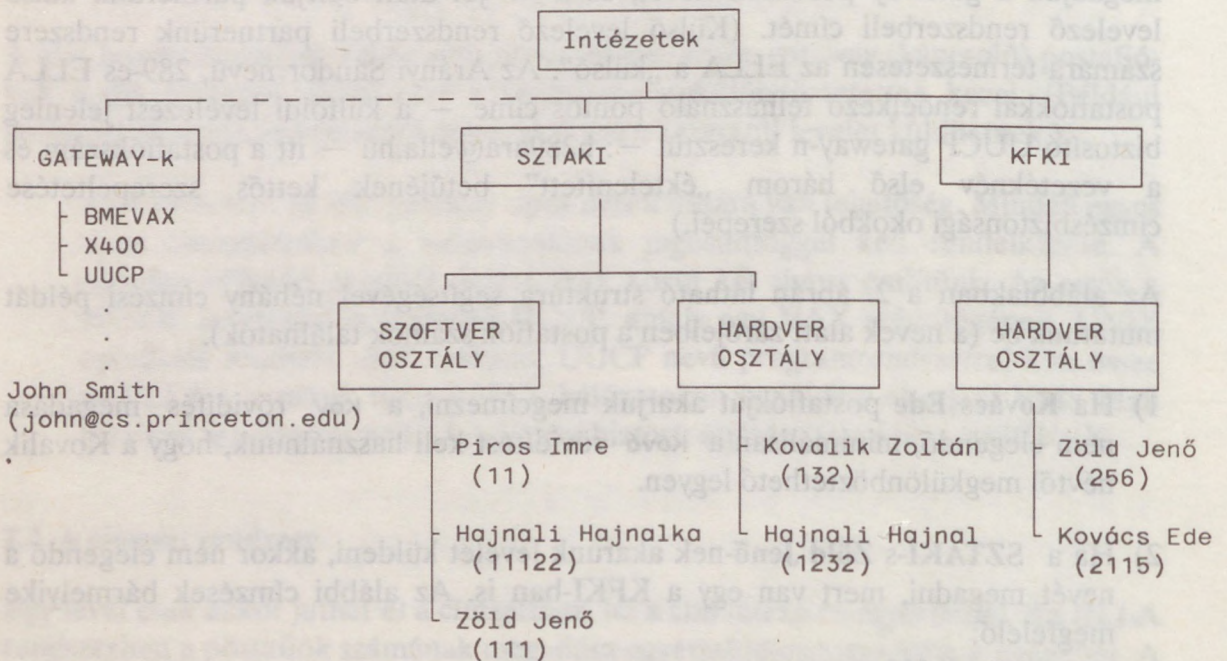 Intézetek
GATEWAY-k
SZTAKI
KFKI
BMEVAX
X400
UUCP
.
.
.
SZOFTVER
OSZTÁLY
HARDVER
OSZTÁLY
HARDVER
OSZTÁLY
John Smith
(john@cs.princeton.edu)
Piros Imre
(11)
Kovalik Zoltán
(132)
Zöld Jenő
(256)
Hajnali Hajnalka
(11122)
Hajnali Hajnal
(1232)
Kovács Ede
(2115)
Zöld Jenő
(111)